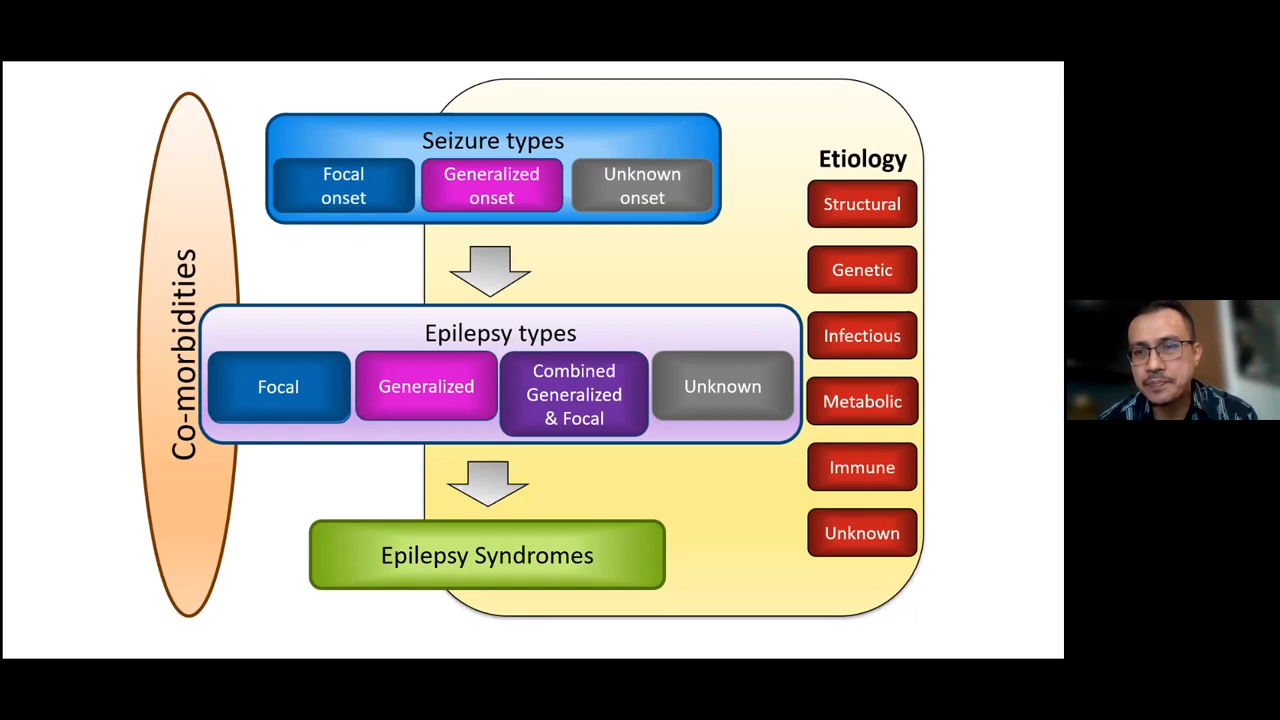 Co-morbidities
Seizure types
Focal
onset
Generalized
onset
Unknown
onset
Epilepsy types
Focal
Generalized
Combined
Generalized
& Focal
Unknown
Epilepsy Syndromes
Etiology
Structural
Genetic
Infectious
Metabolic
Immune
Unknown